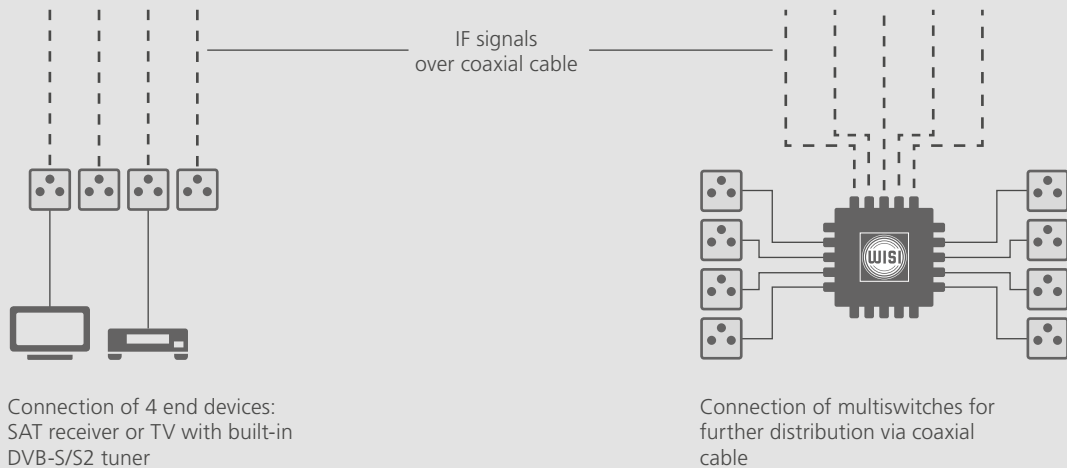 IF signals
over coaxial cable
WISI
Connection of 4 end devices:
SAT receiver or TV with built-in
DVB-S/S2 tuner
Connection of multiswitches for
further distribution via coaxial
cable